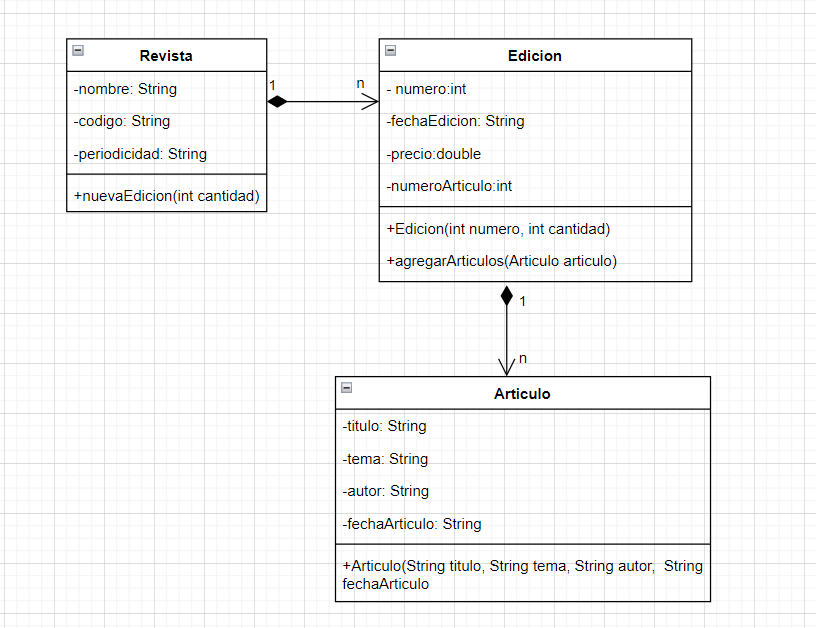 Revista
-nombre: String
-codigo: String
-periodicidad: String
+nuevaEdicion(int cantidad)
1
n
Edicion
- numero:int
-fechaEdicion: String
-precio:double
-numeroArticulo:int
+Edicion(int numero, int cantidad)
+agregarArticulos(Articulo articulo)
1
n
Articulo
-titulo: String
-tema: String
-autor: String
-fechaArticulo: String
+Articulo(String titulo, String tema, String autor,  String
fechaArticulo